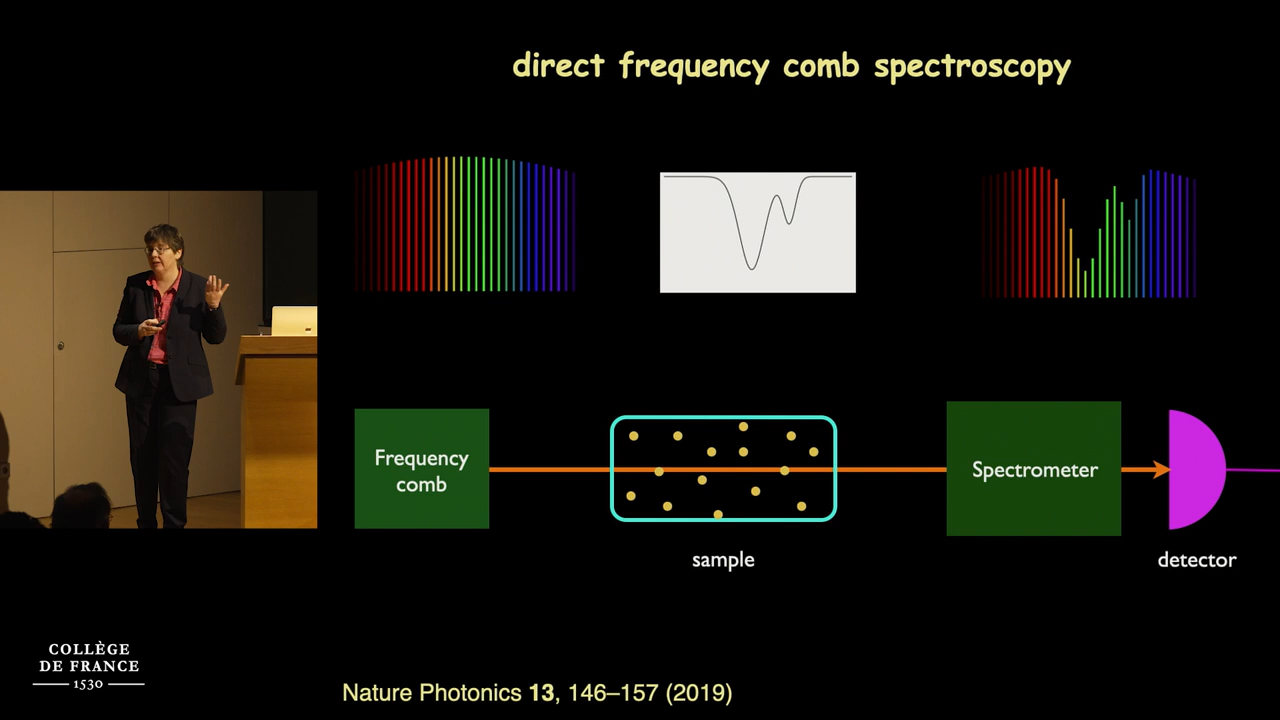 direct frequency comb spectroscopy
Frequency
comb
Spectrometer
sample
detector
COLLÈGE
DE FRANCE
1530
Nature Photonics 13, 146–157 (2019)